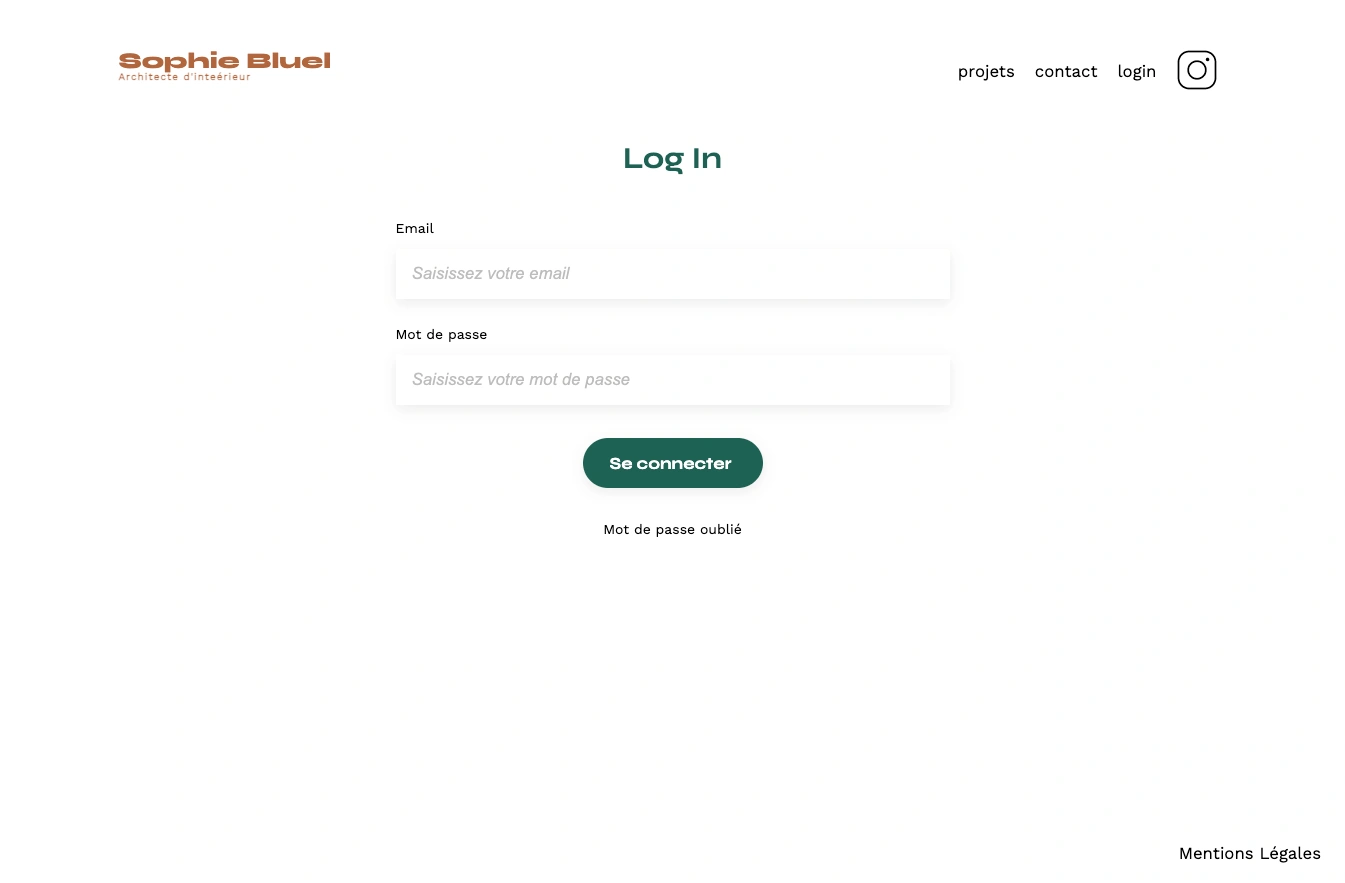 Sophie Bluel
Architecte d'inteérieur
projets contact login
Log In
Email
Saisissez votre email
Mot de passe
Saisissez votre mot de passe
Se connecter
Mot de passe oublié
Mentions Légales